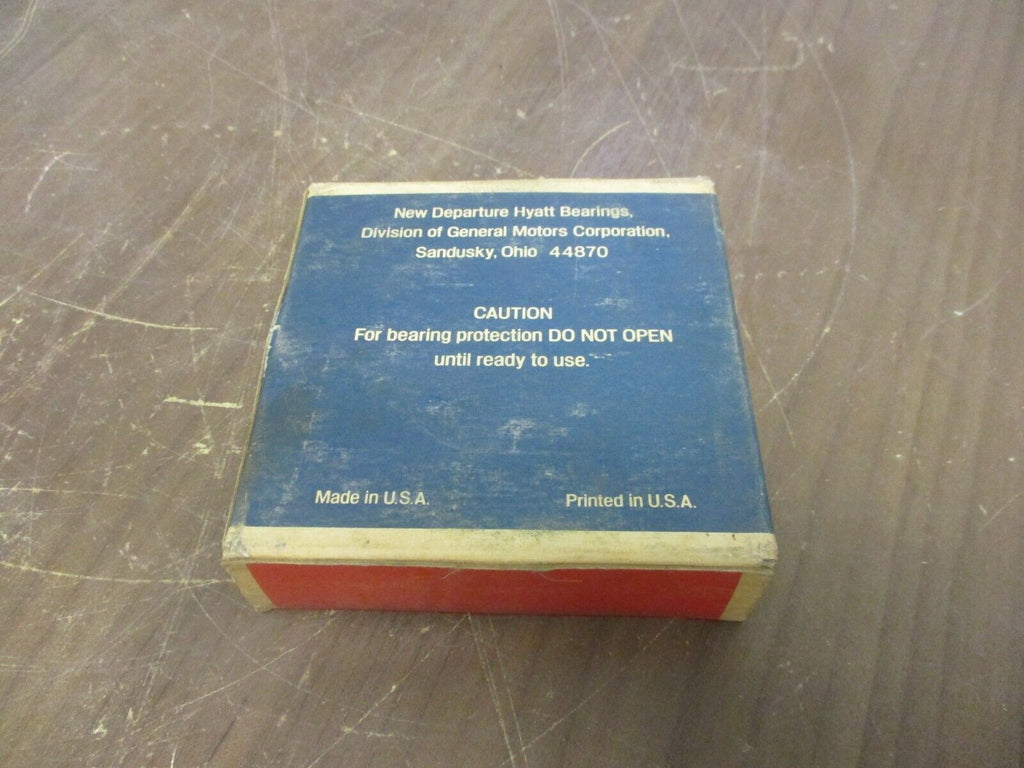 New Departure Hyatt Bearings,
Division of General Motors Corporation,
Sandusky, Ohio 44870
CAUTION
For bearing protection DO NOT OPEN
until ready to use.
Made in U.S.A. Printed in U.S.A.